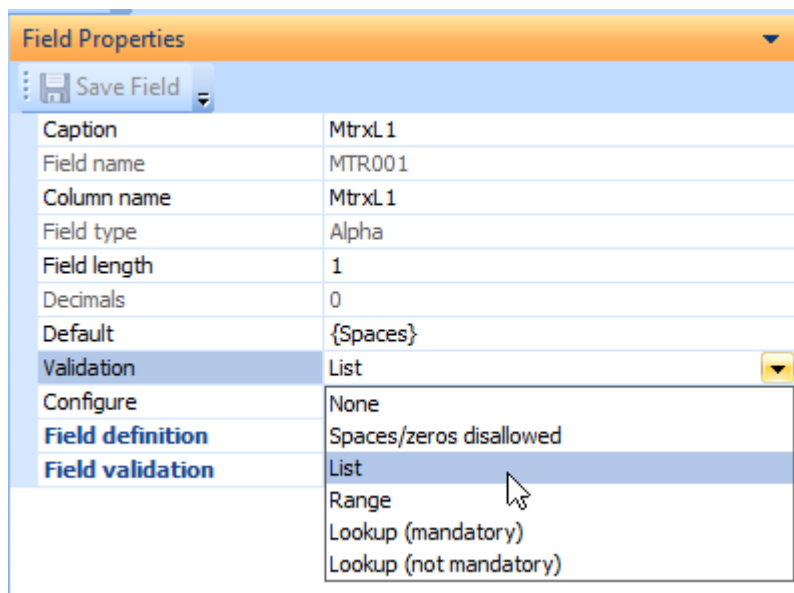 Field Properties
Save Field
Caption MtrxL1
Field name MTR001
Column name MtrxL1
Field type Alpha
Field length 1
Decimals 0
Default {Spaces}
Validation List
Configure None
Field definition Spaces/zeros disallowed
Field validation List
Range
Lookup (mandatory)
Lookup (not mandatory)